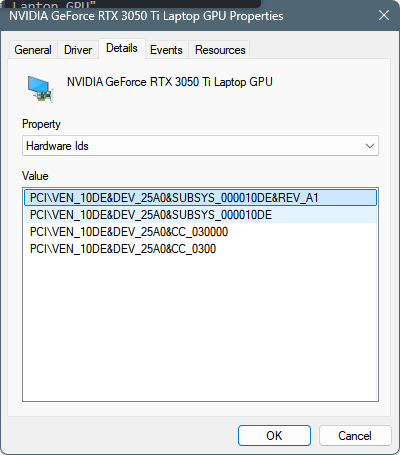 Laptop GPU"
NVIDIA GeForce RTX 3050 Ti Laptop GPU Properties
General Driver Details Events Resources
NVIDIA GeForce RTX 3050 Ti Laptop GPU
Property
Hardware Ids
Value
PCI\VEN_10DE&DEV_25A0&SUBSYS_000010DE&REV_A1
PCI\VEN_10DE&DEV_25A0&SUBSYS_000010DE
PCI\VEN_10DE&DEV_25A0&CC_030000
PCI\VEN_10DE&DEV_25A0&CC_0300
OK Cancel